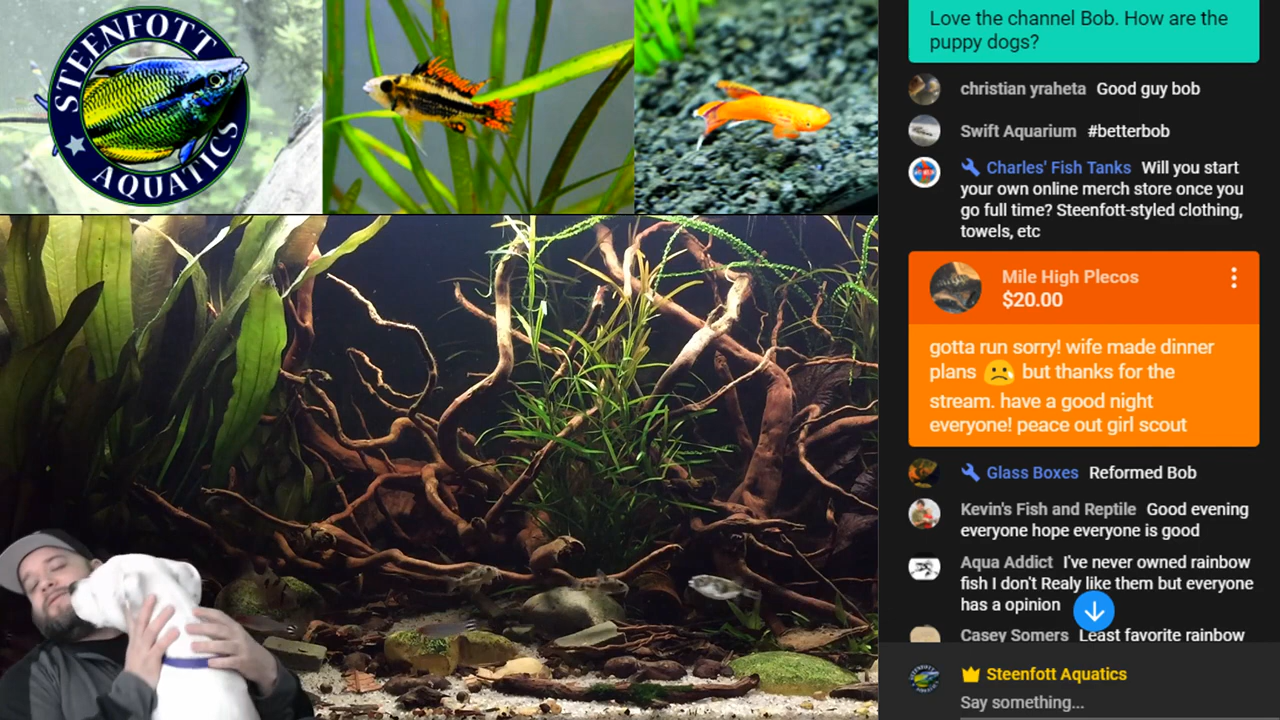 STEENFOTT
AQUATICS
Love the channel Bob. How are the
puppy dogs?
christian yraheta Good guy bob
Swift Aquarium #betterbob
Charles' Fish Tanks Will you start
your own online merch store once you
go full time? Steenfott-styled clothing,
towels, etc
Mile High Plecos
$20.00
gotta run sorry! wife made dinner
plans 😢 but thanks for the
stream. have a good night
everyone! peace out girl scout
Glass Boxes Reformed Bob
Kevin's Fish and Reptile Good evening
everyone hope everyone is good
Aqua Addict I've never owned rainbow
fish I don't Realy like them but everyone
has a opinion
Casey Somers Least favorite rainbow
Steenfott Aquatics
Say something...